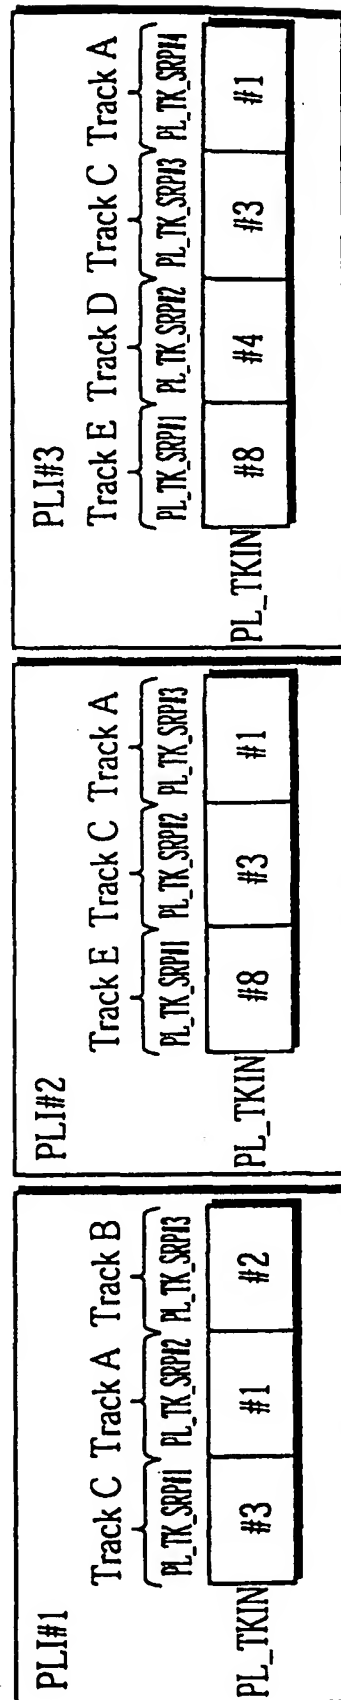 PLI#1
Track C Track A Track B
PL_TK_SRP#1 PL_TK_SRP#2 PL_TK_SRP#3
PL_TKIN #3 #1 #2
PLI#2
Track E Track C Track A
PL_TK_SRP#1 PL_TK_SRP#2 PL_TK_SRP#3
PL_TKIN #8 #3 #1
PLI#3
Track E Track D Track C Track A
PL_TK_SRP#1 PL_TK_SRP#2 PL_TK_SRP#3 PL_TK_SRP#4
PL_TKIN #8 #4 #3 #1